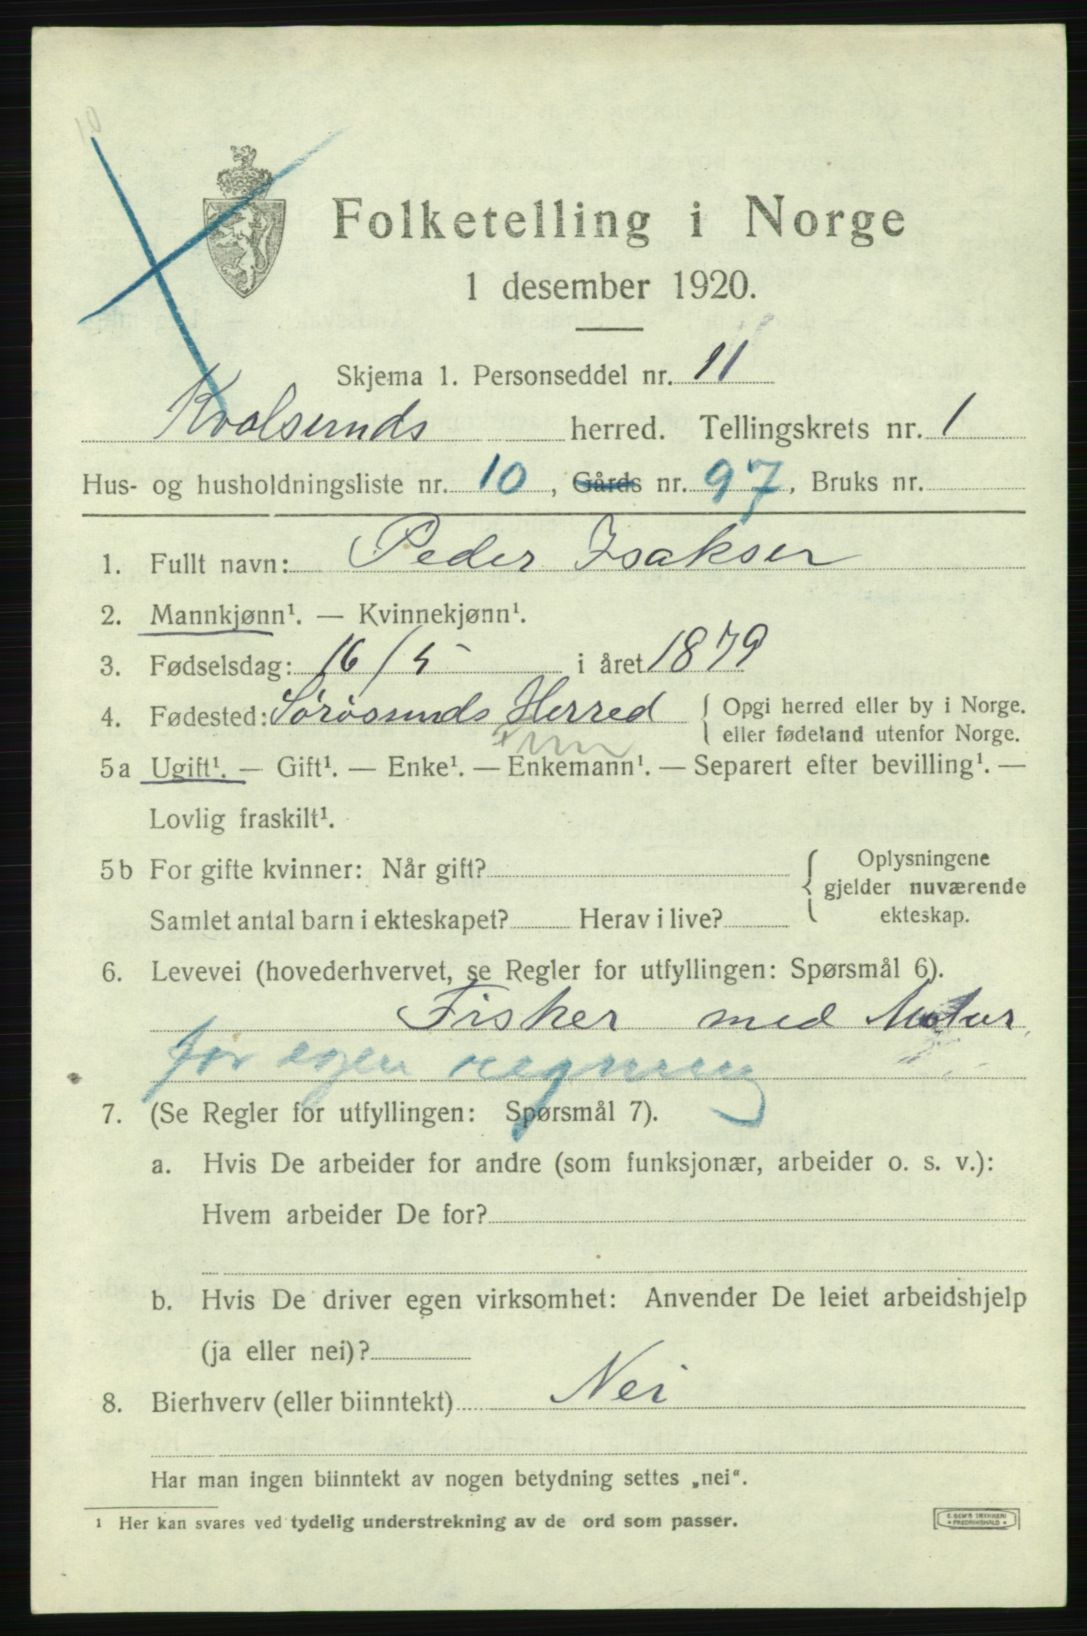 Folketelling i Norge
1 desember 1920.
Skjema 1. Personseddel nr. 11
Kvalsunds herred. Tellingskrets nr. 1
Hus- og husholdningsliste nr. 10, Gårds nr. 97, Bruks nr.
1. Fullt navn: Peder Isaksen
2. Mannkjønn¹. — Kvinnekjønn¹.
3. Fødselsdag: 16/5 i året 1879
4. Fødested: Sørøsunds Herred { Opgi herred eller by i Norge.
eller fødeland utenfor Norge.
5a Ugift¹. — Gift¹. — Enke¹. — Enkemann¹. — Separert efter bevilling¹. —
Lovlig fraskilt¹.
5b For gifte kvinner: Når gift? { Oplysningene
gjelder nuværende
ekteskap.
Samlet antal barn i ekteskapet? Herav i live?
6. Levevei (hovederhvervet, se Regler for utfyllingen: Spørsmål 6).
Fisker med Motor
for egen regning
7. (Se Regler for utfyllingen: Spørsmål 7).
a. Hvis De arbeider for andre (som funksjonær, arbeider o. s. v.):
Hvem arbeider De for?
b. Hvis De driver egen virksomhet: Anvender De leiet arbeidshjelp
(ja eller nei)?
8. Bierhverv (eller biinntekt) Nei
Har man ingen biinntekt av nogen betydning settes „nei“.
¹ Her kan svares ved tydelig understrekning av de ord som passer.